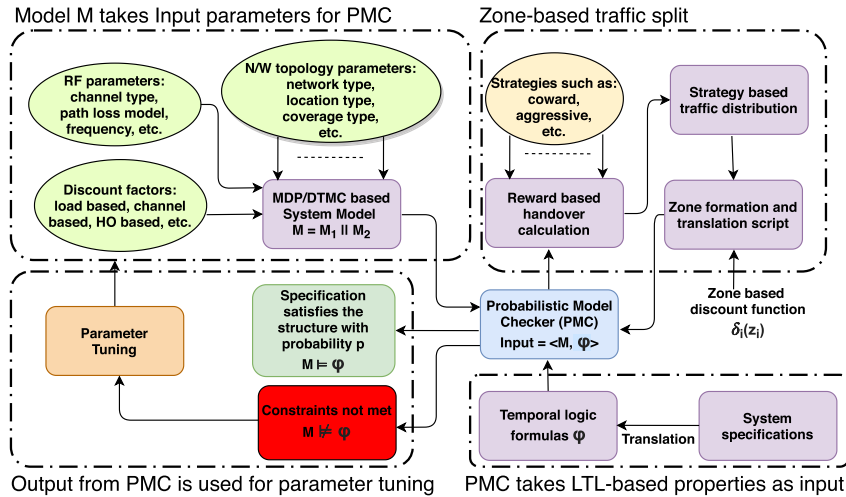 Model M takes Input parameters for PMC
Zone-based traffic split
RF parameters:
channel type,
path loss model,
frequency, etc.
N/W topology parameters:
network type,
location type,
coverage type,
etc.
Discount factors:
load based, channel
based, HO based, etc.
MDP/DTMC based
System Model
M = M₁ || M₂
Strategies such as:
coward,
aggressive,
etc.
Strategy based
traffic distribution
Reward based
handover
calculation
Zone formation and
translation script
Zone based
discount function
δᵢ(zᵢ)
Parameter
Tuning
Specification
satisfies the
structure with
probability p
M ⊨ φ
Probabilistic Model
Checker (PMC)
Input = <M, φ>
Constraints not met
M ⊭ φ
Temporal logic
formulas φ
Translation
System
specifications
Output from PMC is used for parameter tuning
PMC takes LTL-based properties as input